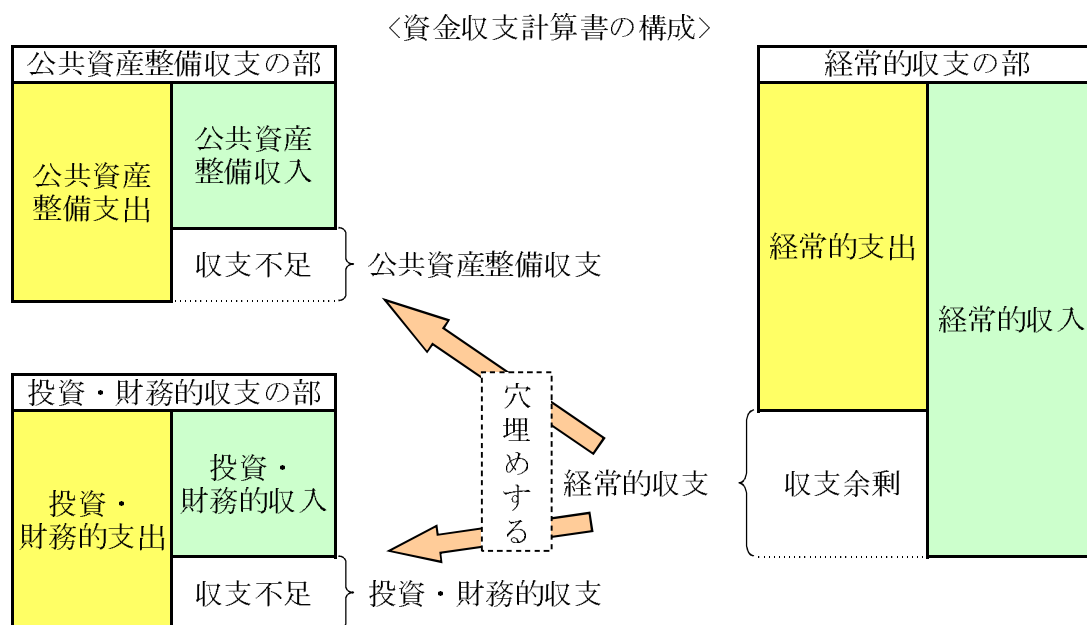 <資金収支計算書の構成>
公共資産整備収支の部
公共資産
整備支出
公共資産
整備収入
収支不足
公共資産整備収支
投資・財務的収支の部
投資・
財務的支出
投資・
財務的収入
収支不足
投資・財務的収支
穴埋めする
経常的収支
経常的収支の部
経常的支出
経常的収入
収支余剰